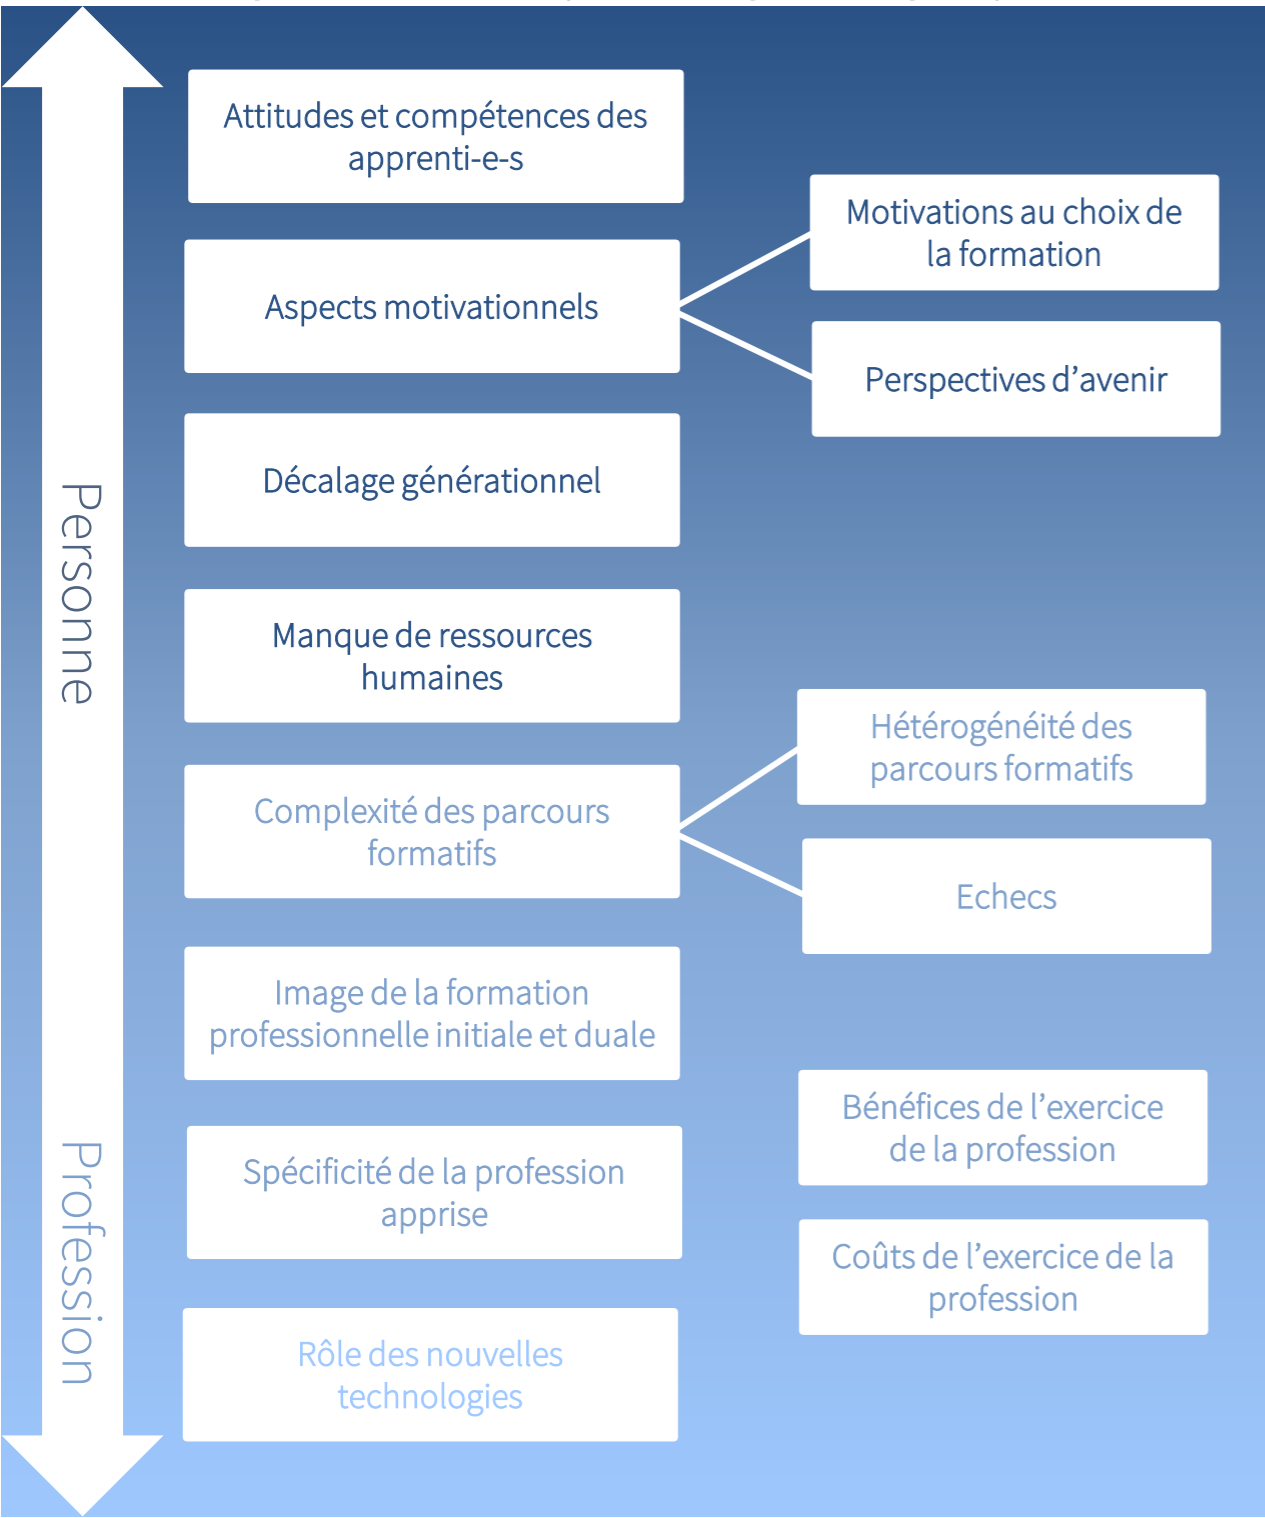 Attitudes et compétences des
apprenti-e-s
Motivations au choix de
la formation
Aspects motivationnels
Perspectives d’avenir
Décalage générationnel
Personne
Manque de ressources
humaines
Hétérogénéité des
parcours formatifs
Complexité des parcours
formatifs
Echecs
Image de la formation
professionnelle initiale et duale
Bénéfices de l’exercice
de la profession
Spécificité de la profession
apprise
Profession
Coûts de l’exercice de la
profession
Rôle des nouvelles
technologies